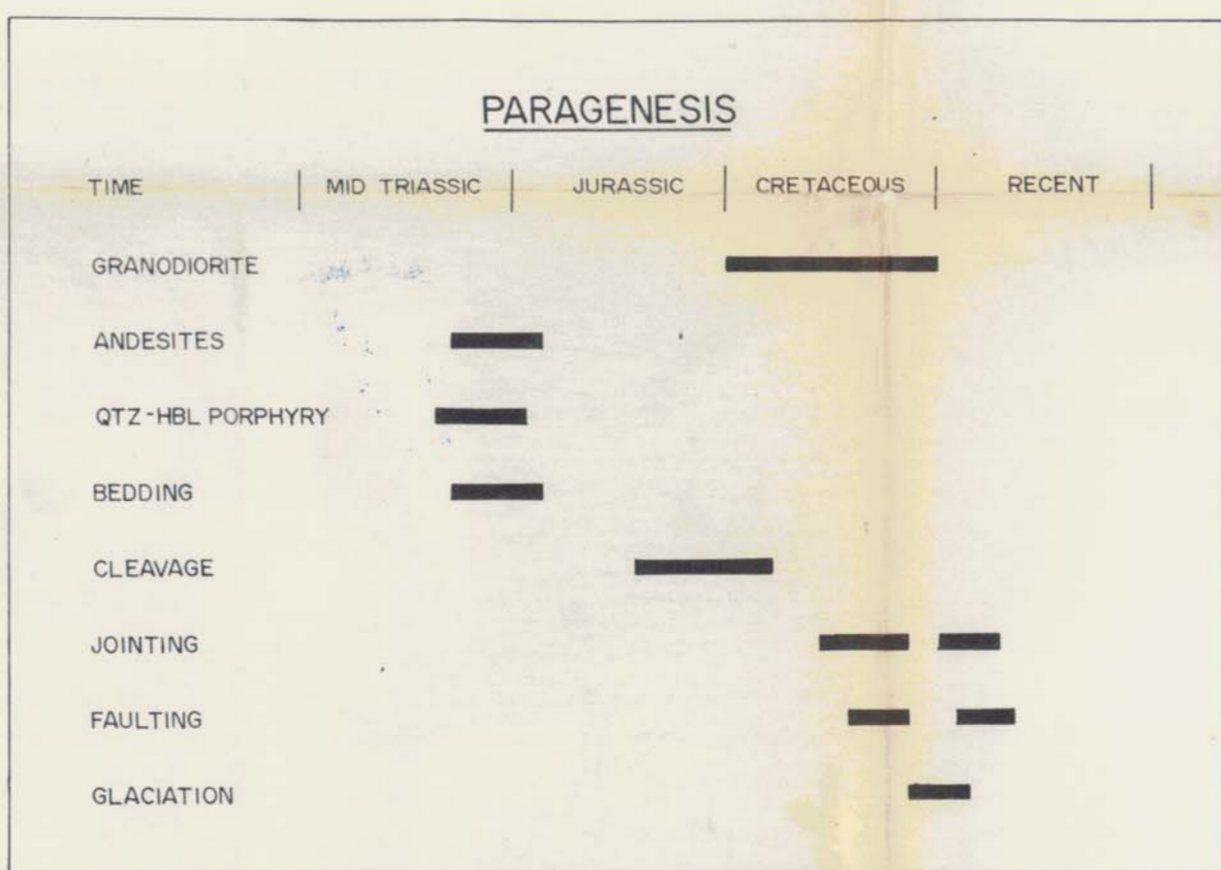 PARAGENESIS
TIME | MID TRIASSIC | JURASSIC | CRETACEOUS | RECENT |
GRANODIORITE
ANDESITES
QTZ-HBL PORPHYRY
BEDDING
CLEAVAGE
JOINTING
FAULTING
GLACIATION